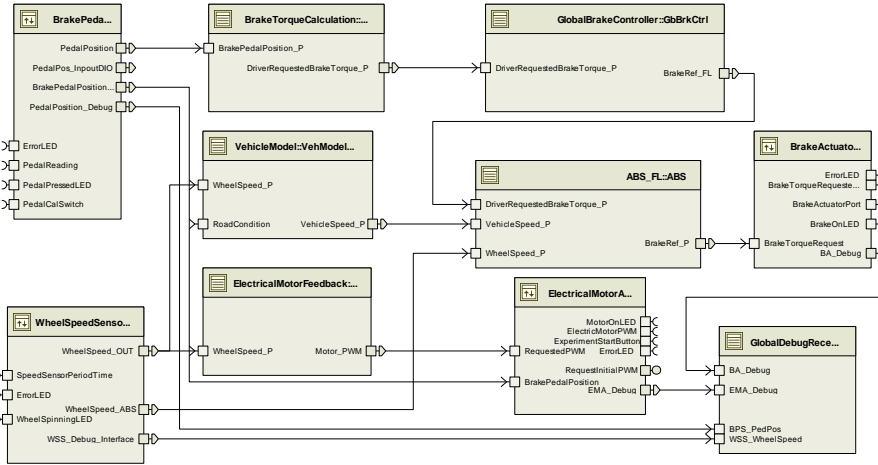 BrakePeda...
PedalPosition
PedalPos_InpoutDIO
BrakePedalPosition...
PedalPosition_Debug
ErrorLED
PedalReading
PedalPressedLED
PedalCalSwitch
BrakeTorqueCalculation::...
BrakePedalPosition_P
DriverRequestedBrakeTorque_P
GlobalBrakeController::GbBrkCtrl
DriverRequestedBrakeTorque_P
BrakeRef_FL
VehicleModel::VehModel...
WheelSpeed_P
RoadCondition
VehicleSpeed_P
ABS_FL::ABS
DriverRequestedBrakeTorque_P
VehicleSpeed_P
WheelSpeed_P
BrakeRef_P
BrakeActuato...
ErrorLED
BrakeTorqueRequeste...
BrakeActuatorPort
BrakeOnLED
BrakeTorqueRequest
BA_Debug
WheelSpeedSenso...
WheelSpeed_OUT
SpeedSensorPeriodTime
ErrorLED
WheelSpeed_ABS
WheelSpinningLED
WSS_Debug_Interface
ElectricalMotorFeedback:...
WheelSpeed_P
Motor_PWM
ElectricalMotorA...
MotorOnLED
ElectricMotorPWM
ExperimentStartButton
RequestedPWM
ErrorLED
RequestInitialPWM
BrakePedalPosition
EMA_Debug
GlobalDebugRece...
BA_Debug
EMA_Debug
BPS_PedPos
WSS_WheelSpeed